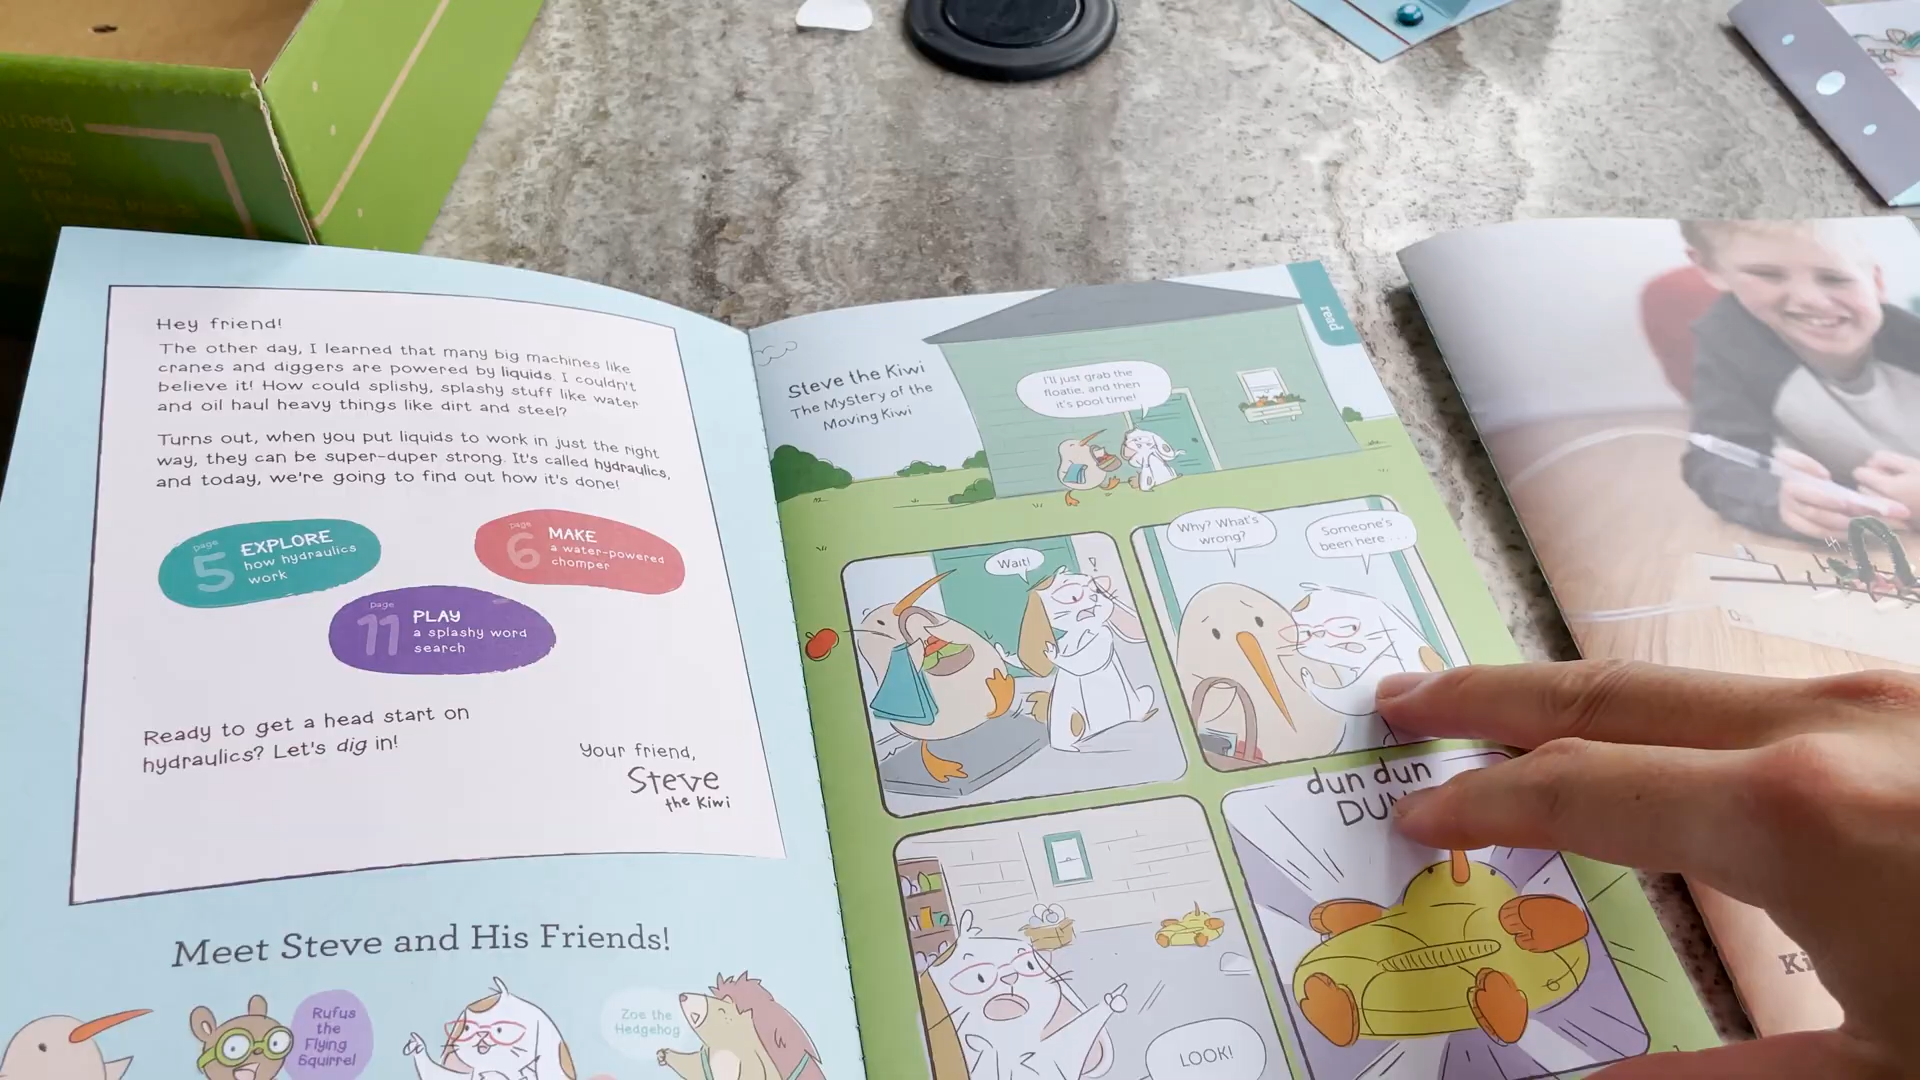 u need
Hey friend!
The other day, I learned that many big machines like
cranes and diggers are powered by liquids. I couldn't
believe it! How could splishy, splashy stuff like water
and oil haul heavy things like dirt and steel?
Turns out, when you put liquids to work in just the right
way, they can be super-duper strong. It's called hydraulics,
and today, we're going to find out how it's done!
page
5
EXPLORE
how hydraulics
work
page
6
MAKE
a water-powered
chomper
page
11
PLAY
a splashy word
search
Ready to get a head start on
hydraulics? Let's dig in!
Your friend,
Steve
the Kiwi
Meet Steve and His Friends!
Rufus
the
Flying
Squirrel
Zoe the
Hedgehog
read
Steve the Kiwi
The Mystery of the
Moving Kiwi
I'll just grab the
floatie, and then
it's pool time!
Wait!
!
Why? What's
wrong?
Someone's
been here . . .
LOOK!
dun dun
DUN
Ki